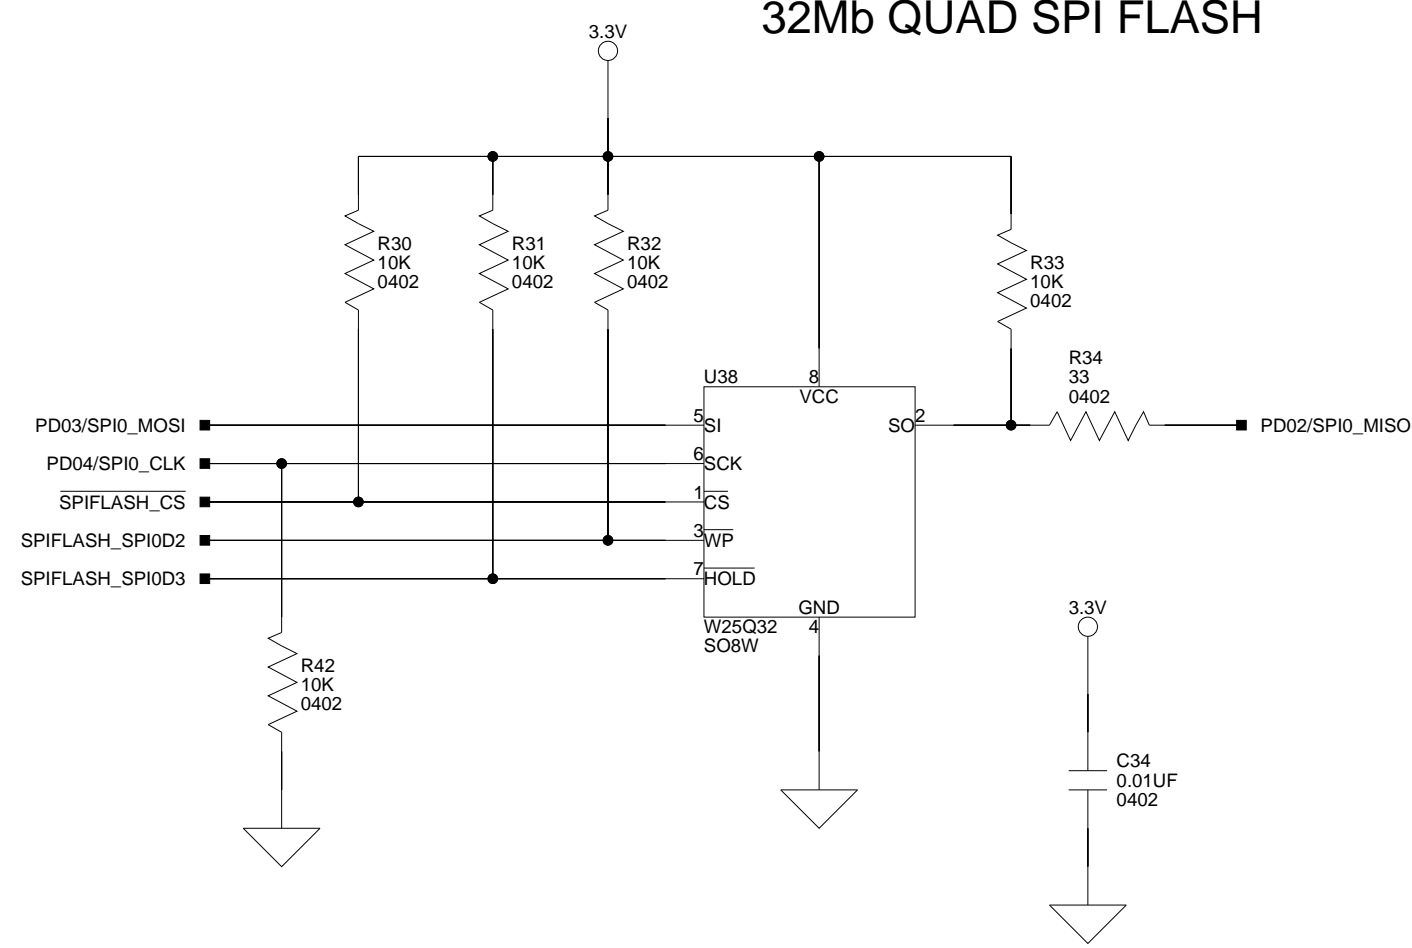 32Mb QUAD SPI FLASH
3.3V
R30
10K
0402
R31
10K
0402
R32
10K
0402
R33
10K
0402
R34
33
0402
U38
8
VCC
PD03/SPI0_MOSI
5
SI
SO
2
PD02/SPI0_MISO
PD04/SPI0_CLK
6
SCK
SPIFLASH_CS
1
CS
SPIFLASH_SPI0D2
3
WP
SPIFLASH_SPI0D3
7
HOLD
GND
4
W25Q32
SO8W
R42
10K
0402
3.3V
C34
0.01UF
0402